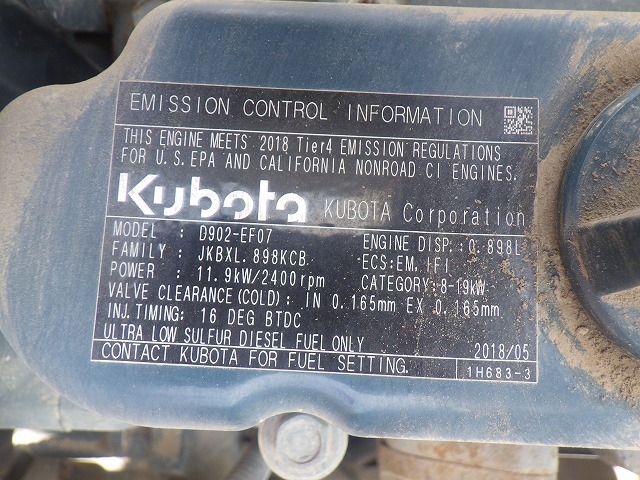 EMISSION CONTROL INFORMATION
THIS ENGINE MEETS 2018 Tier4 EMISSION REGULATIONS
FOR U.S.EPA AND CALIFORNIA NONROAD CI ENGINES.
Kubota KUBOTA Corporation
MODEL : D902-EF07 ENGINE DISP.:0.898L
FAMILY : JKBXL.898KCB ECS:EM,IFI
POWER : 11.9kW/2400rpm CATEGORY:8-19kW
VALVE CLEARANCE(COLD): IN 0.165mm EX 0.165mm
INJ.TIMING: 16 DEG BTDC
ULTRA LOW SULFUR DIESEL FUEL ONLY 2018/05
CONTACT KUBOTA FOR FUEL SETTING. 1H683-3